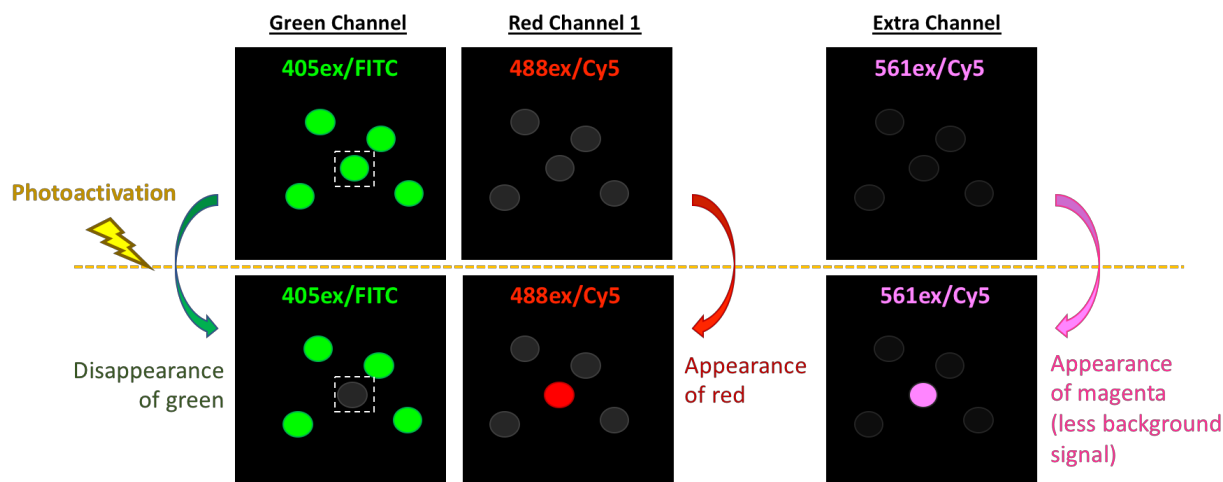 Green Channel
Red Channel 1
Extra Channel
405ex/FITC
488ex/Cy5
561ex/Cy5
Photoactivation
405ex/FITC
488ex/Cy5
561ex/Cy5
Disappearance
of green
Appearance
of red
Appearance
of magenta
(less background
signal)